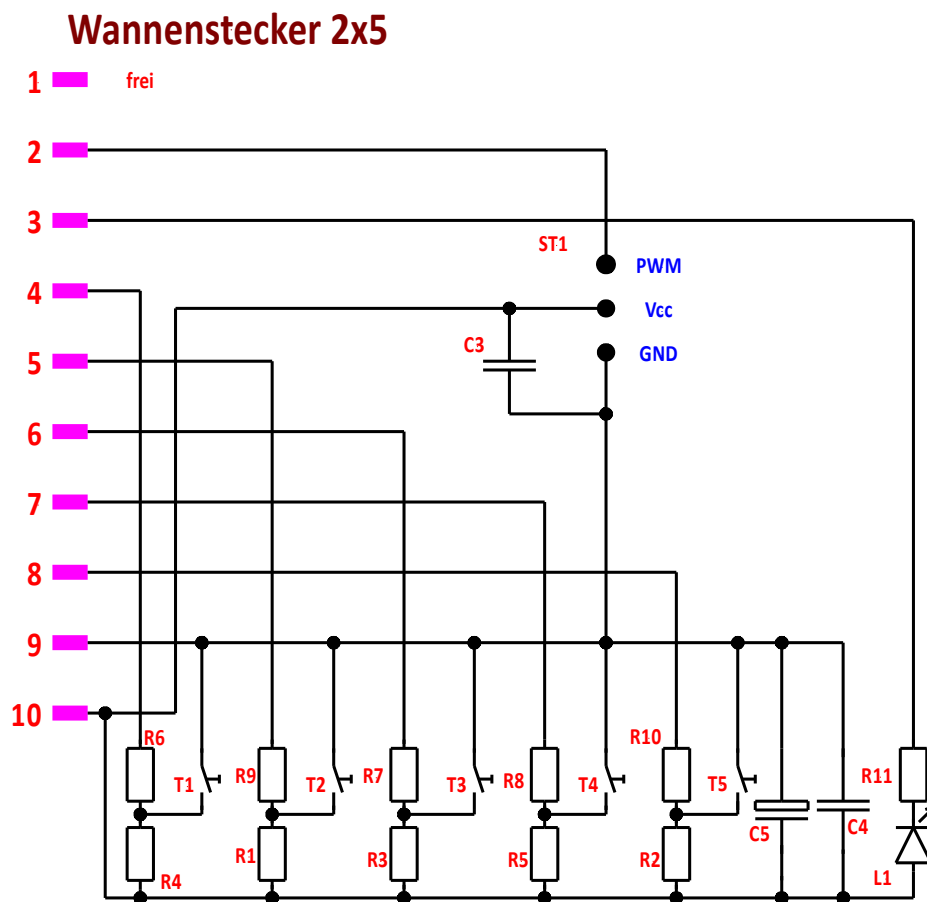 Wannenstecker 2x5
1 frei
2
3
ST1
PWM
4
Vcc
C3
GND
5
6
7
8
9
10
R6
R10
T1
R9
T2
R7
T3
R8
T4
T5
R11
C5
C4
R4
R1
R3
R5
R2
L1